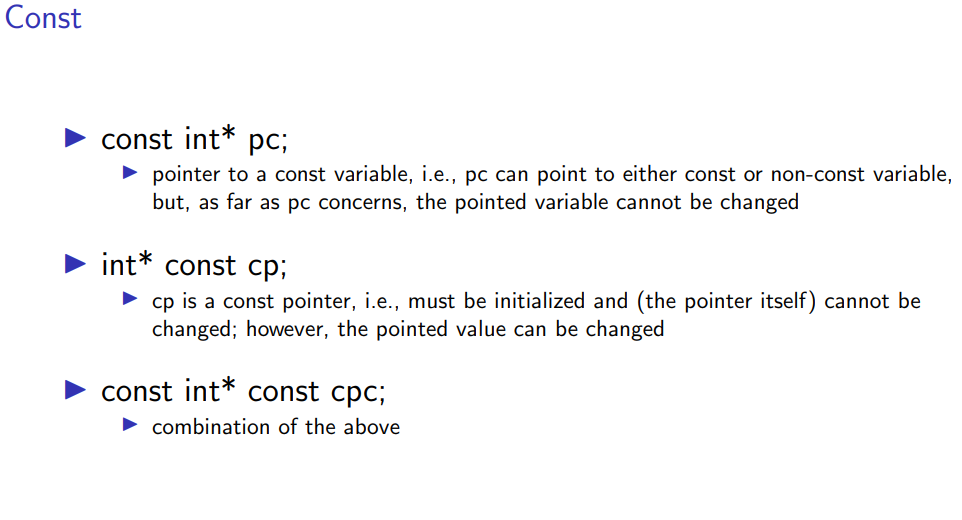 Const
const int* pc;
pointer to a const variable, i.e., pc can point to either const or non-const variable,
but, as far as pc concerns, the pointed variable cannot be changed
int* const cp;
cp is a const pointer, i.e., must be initialized and (the pointer itself) cannot be
changed; however, the pointed value can be changed
const int* const cpc;
combination of the above